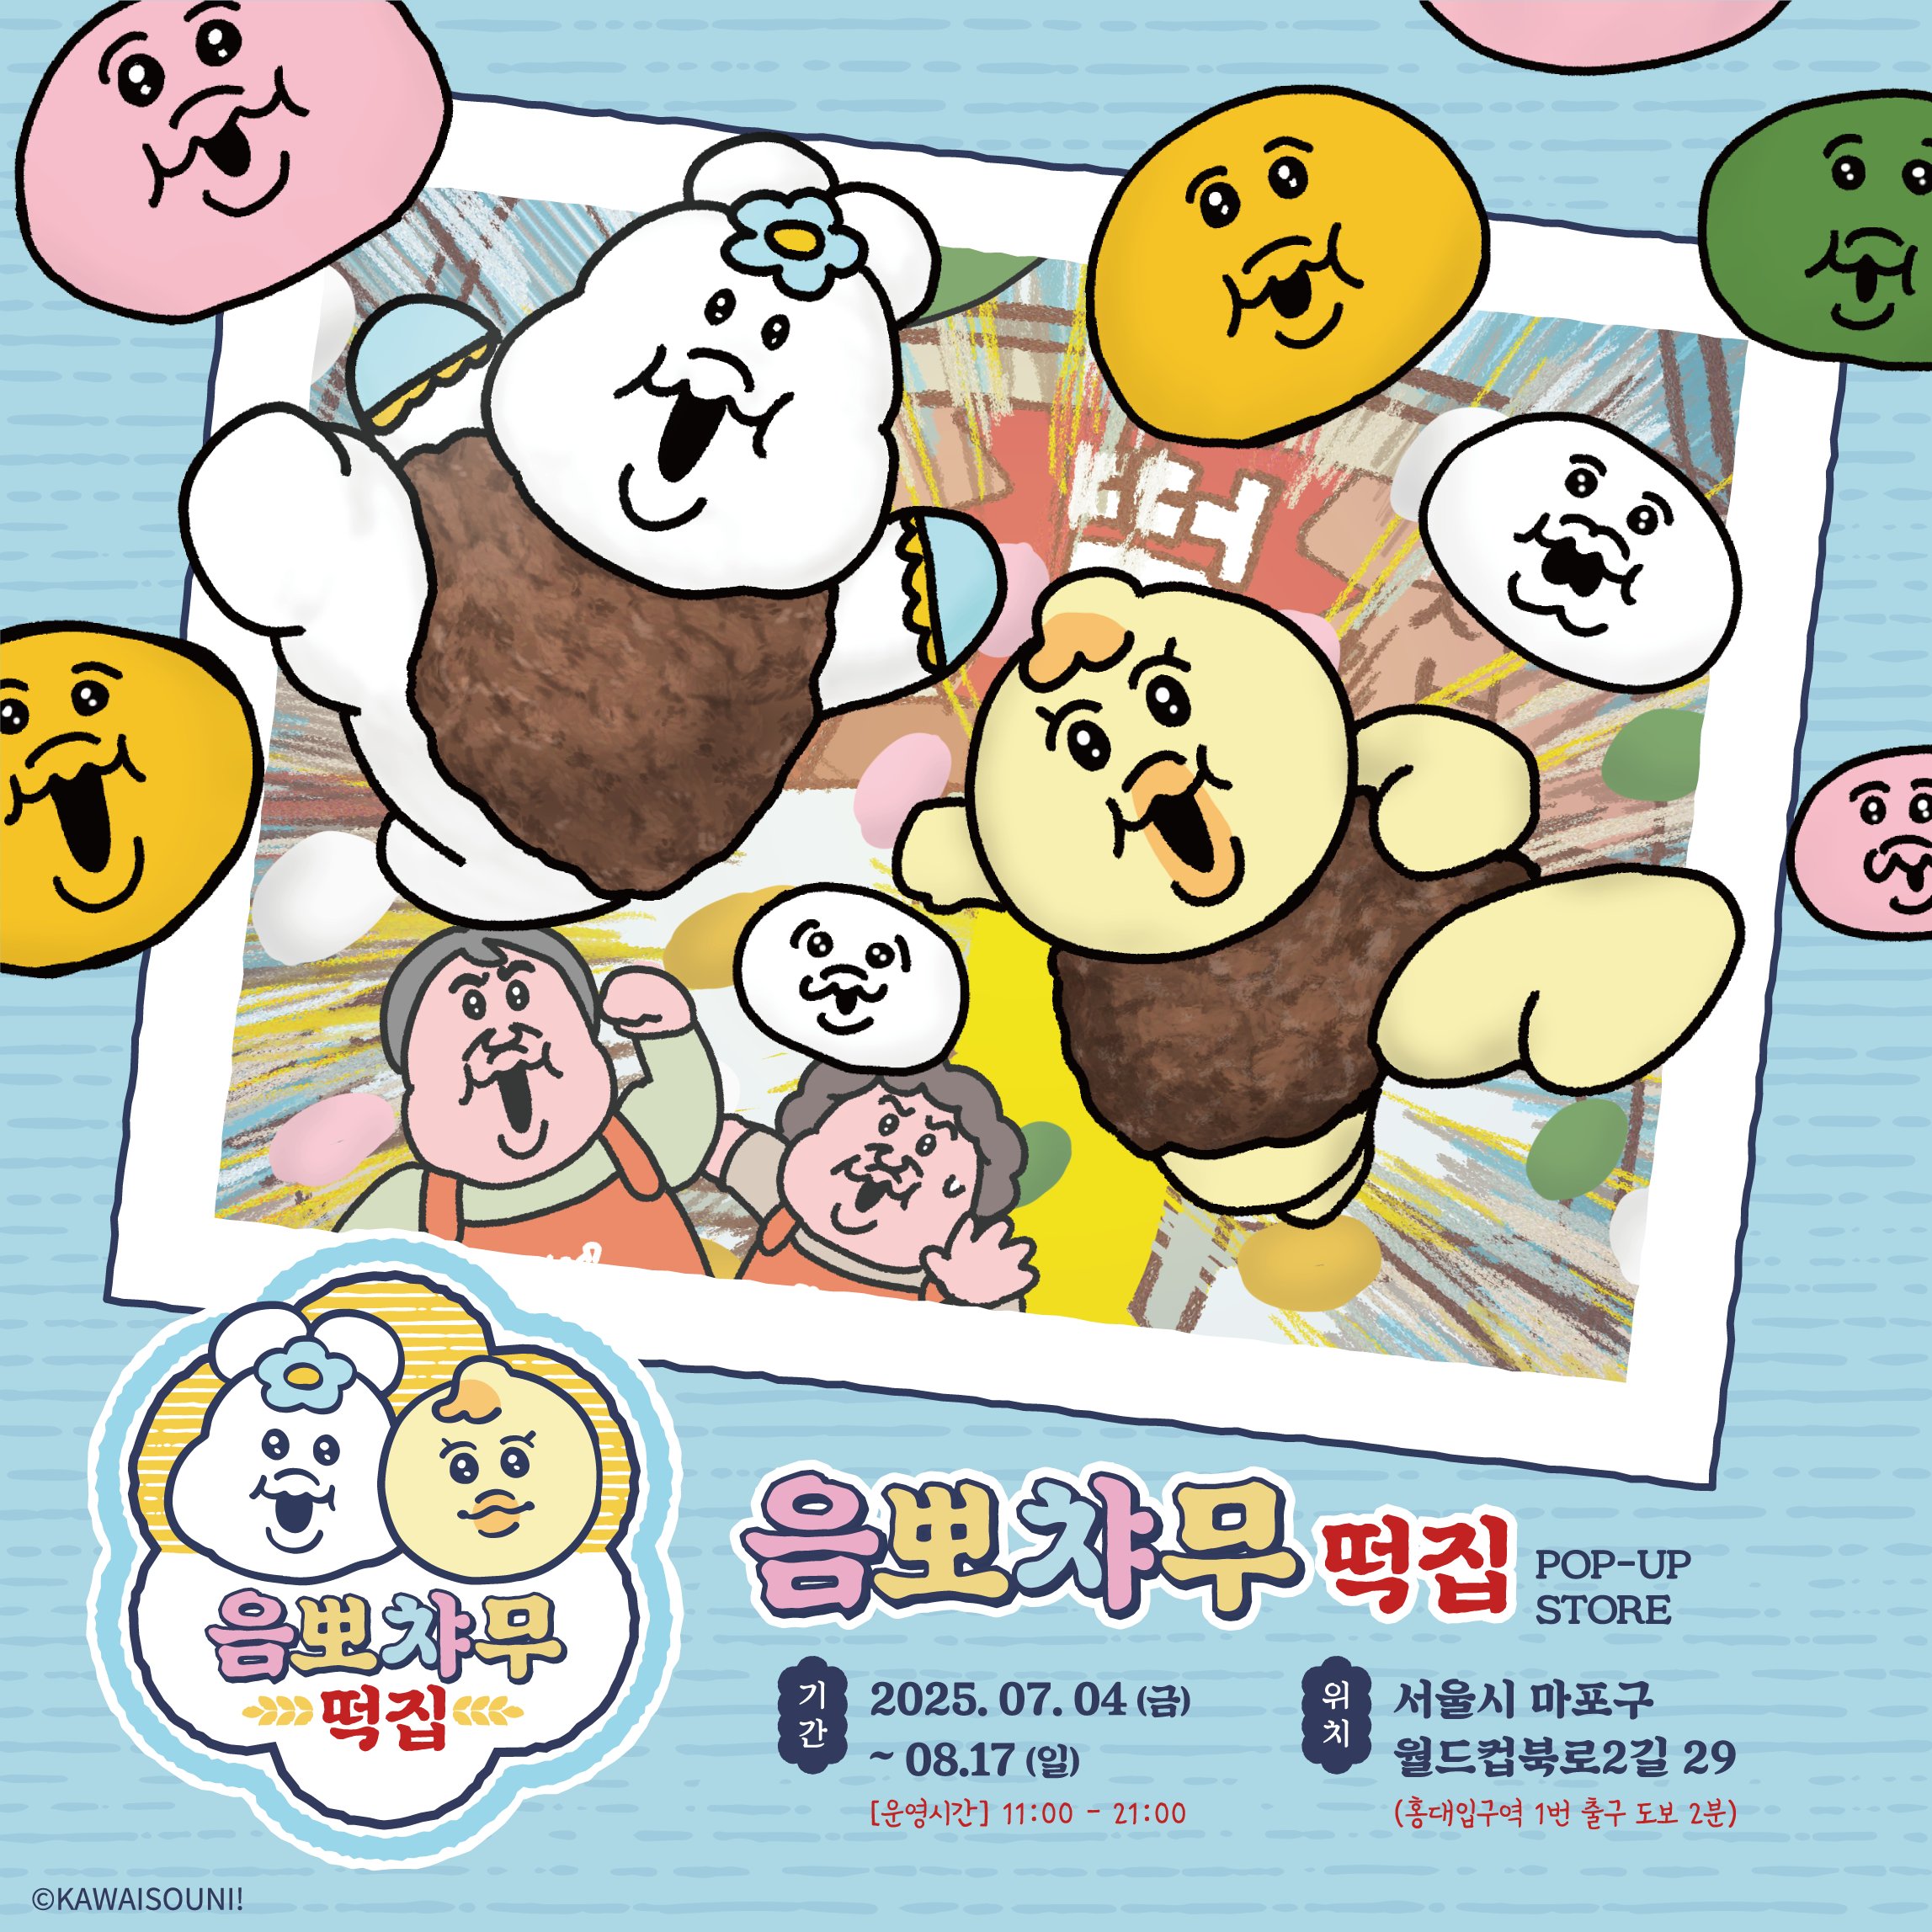 떡
음뽀챠무
떡집
음뽀챠무 떡집 POP-UP
STORE
기간
2025. 07. 04 (금)
~ 08.17 (일)
[운영시간] 11:00 - 21:00
위치
서울시 마포구
월드컵북로2길 29
(홍대입구역 1번 출구 도보 2분)
©KAWAISOUNI!